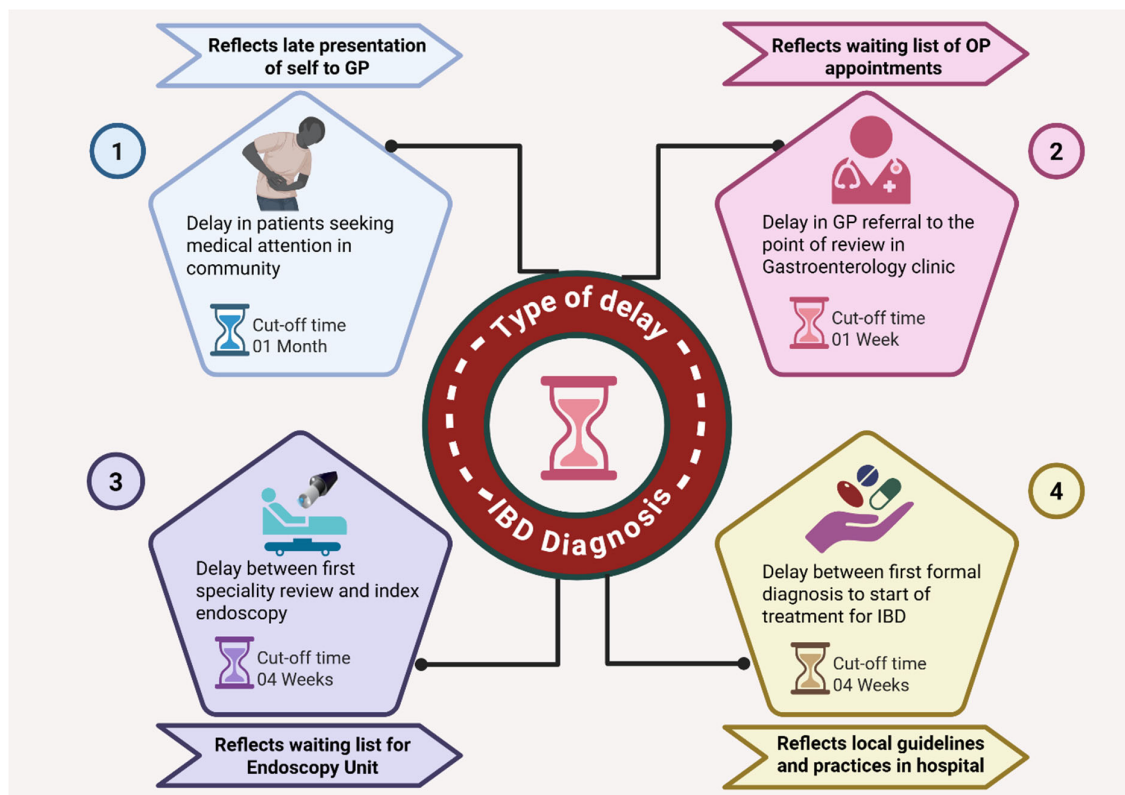 Reflects late presentation
of self to GP
1
Delay in patients seeking
medical attention in
community
Cut-off time
01 Month
Reflects waiting list of OP
appointments
2
Delay in GP referral to the
point of review in
Gastroenterology clinic
Cut-off time
01 Week
Type of delay
IBD Diagnosis
3
Delay between first
speciality review and index
endoscopy
Cut-off time
04 Weeks
Reflects waiting list for
Endoscopy Unit
4
Delay between first formal
diagnosis to start of
treatment for IBD
Cut-off time
04 Weeks
Reflects local guidelines
and practices in hospital